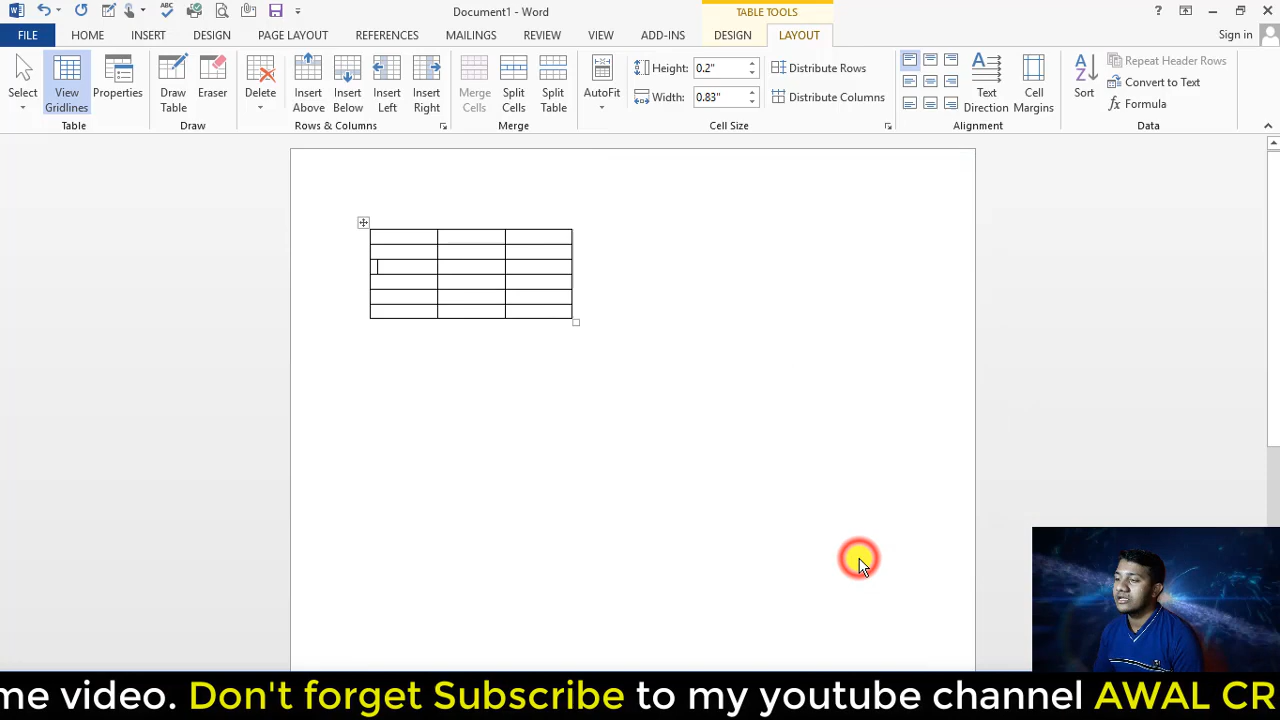 Document1 - Word
TABLE TOOLS
?
FILE
HOME
INSERT
DESIGN
PAGE LAYOUT
REFERENCES
MAILINGS
REVIEW
VIEW
ADD-INS
DESIGN
LAYOUT
Sign in
Select
View Gridlines
Properties
Table
Draw Table
Eraser
Draw
Delete
Insert Above
Insert Below
Insert Left
Insert Right
Rows & Columns
Merge Cells
Split Cells
Split Table
Merge
AutoFit
Height: 0.2"
Width: 0.83"
Distribute Rows
Distribute Columns
Cell Size
Text Direction
Cell Margins
Alignment
Sort
Repeat Header Rows
Convert to Text
Formula
Data
me video. Don't forget Subscribe to my youtube channel AWAL CR